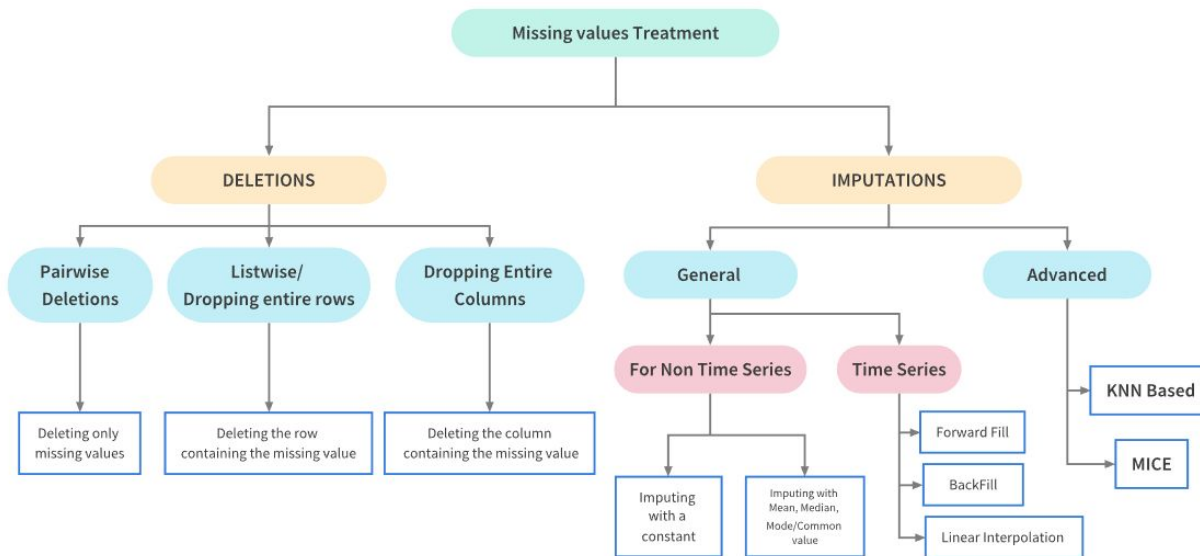 Missing values Treatment
DELETIONS
IMPUTATIONS
Pairwise
Deletions
Listwise/
Dropping entire rows
Dropping Entire
Columns
General
Advanced
For Non Time Series
Time Series
Deleting only
missing values
Deleting the row
containing the missing value
Deleting the column
containing the missing value
Imputing
with a
constant
Imputing with
Mean, Median,
Mode/Common
value
Forward Fill
BackFill
Linear Interpolation
KNN Based
MICE